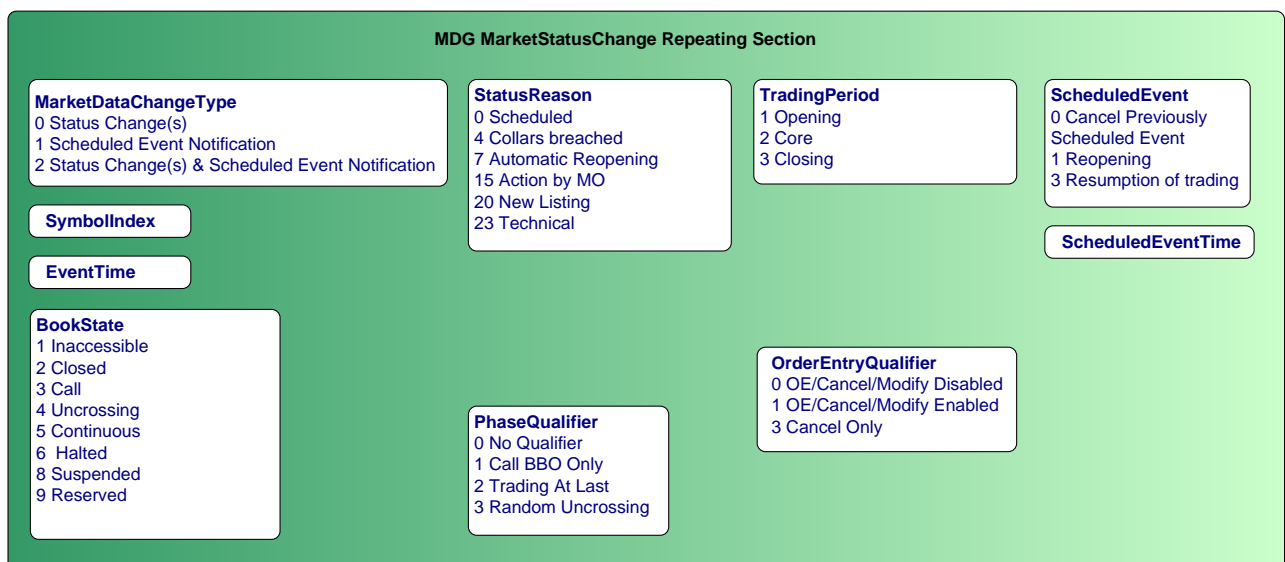 MDG MarketStatusChange Repeating Section
MarketDataChangeType
0 Status Change(s)
1 Scheduled Event Notification
2 Status Change(s) & Scheduled Event Notification
SymbolIndex
EventTime
BookState
1 Inaccessible
2 Closed
3 Call
4 Uncrossing
5 Continuous
6 Halted
8 Suspended
9 Reserved
StatusReason
0 Scheduled
4 Collars breached
7 Automatic Reopening
15 Action by MO
20 New Listing
23 Technical
PhaseQualifier
0 No Qualifier
1 Call BBO Only
2 Trading At Last
3 Random Uncrossing
TradingPeriod
1 Opening
2 Core
3 Closing
OrderEntryQualifier
0 OE/Cancel/Modify Disabled
1 OE/Cancel/Modify Enabled
3 Cancel Only
ScheduledEvent
0 Cancel Previously
Scheduled Event
1 Reopening
3 Resumption of trading
ScheduledEventTime